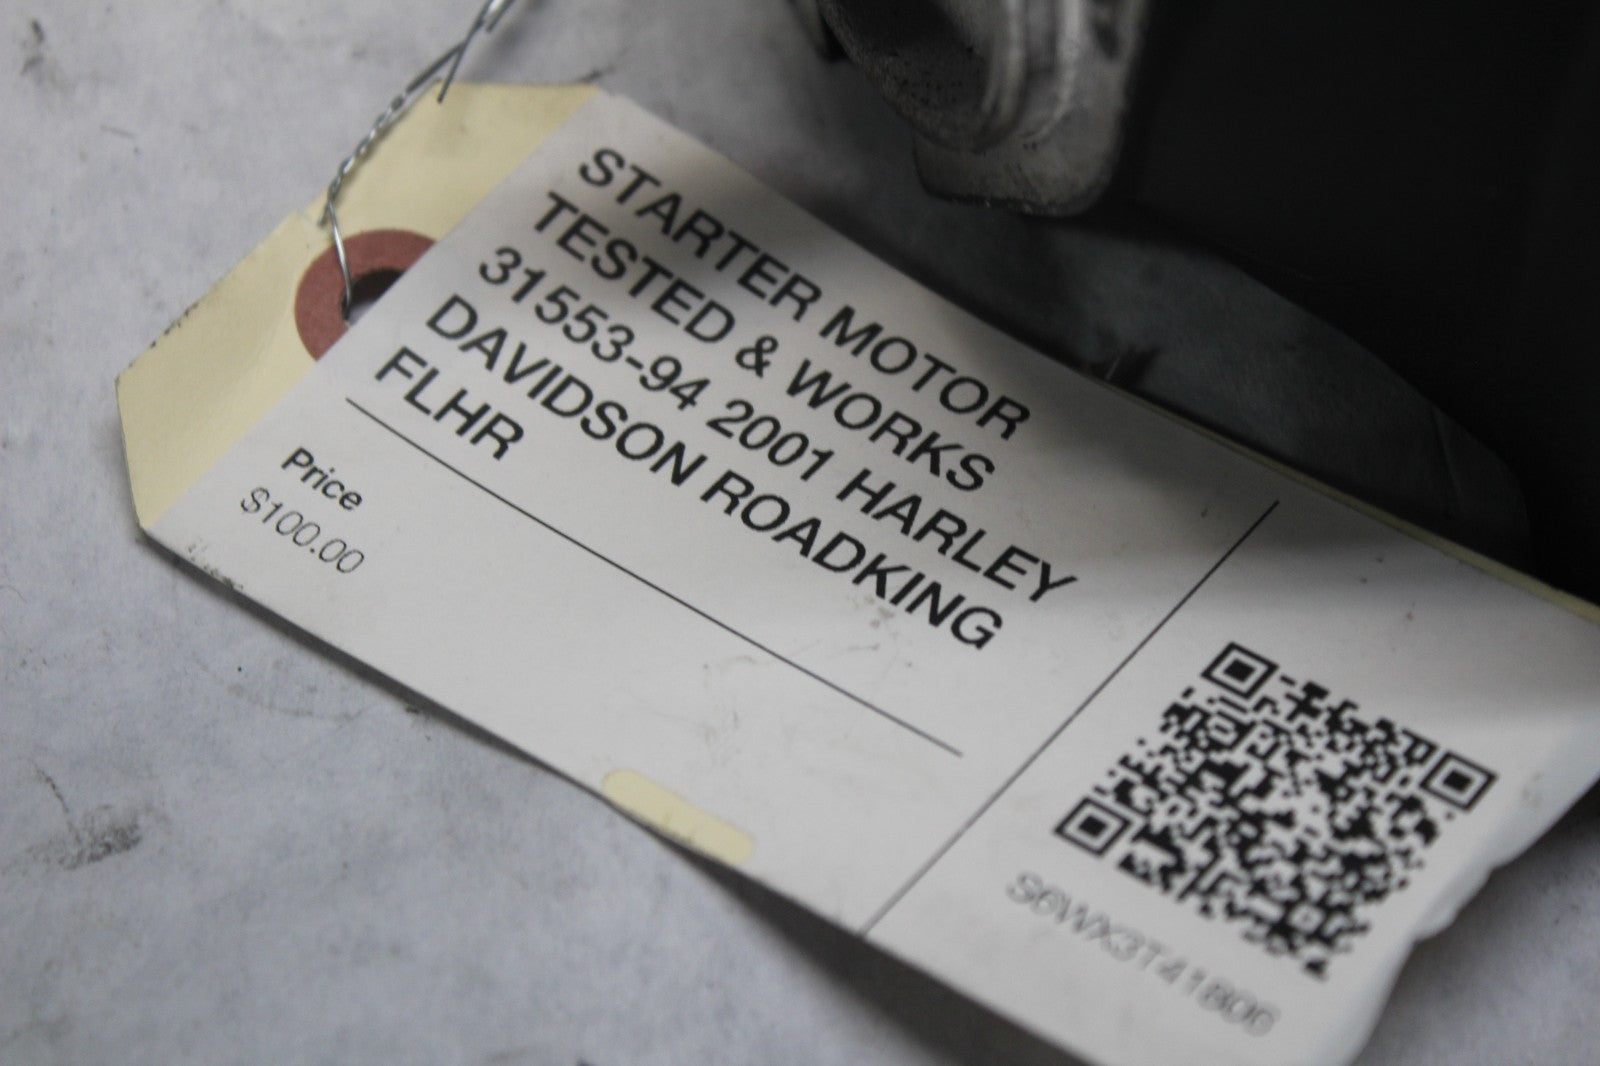 STARTER MOTOR
TESTED & WORKS
31553-94 2001 HARLEY
DAVIDSON ROADKING
FLHR
Price
$100.00